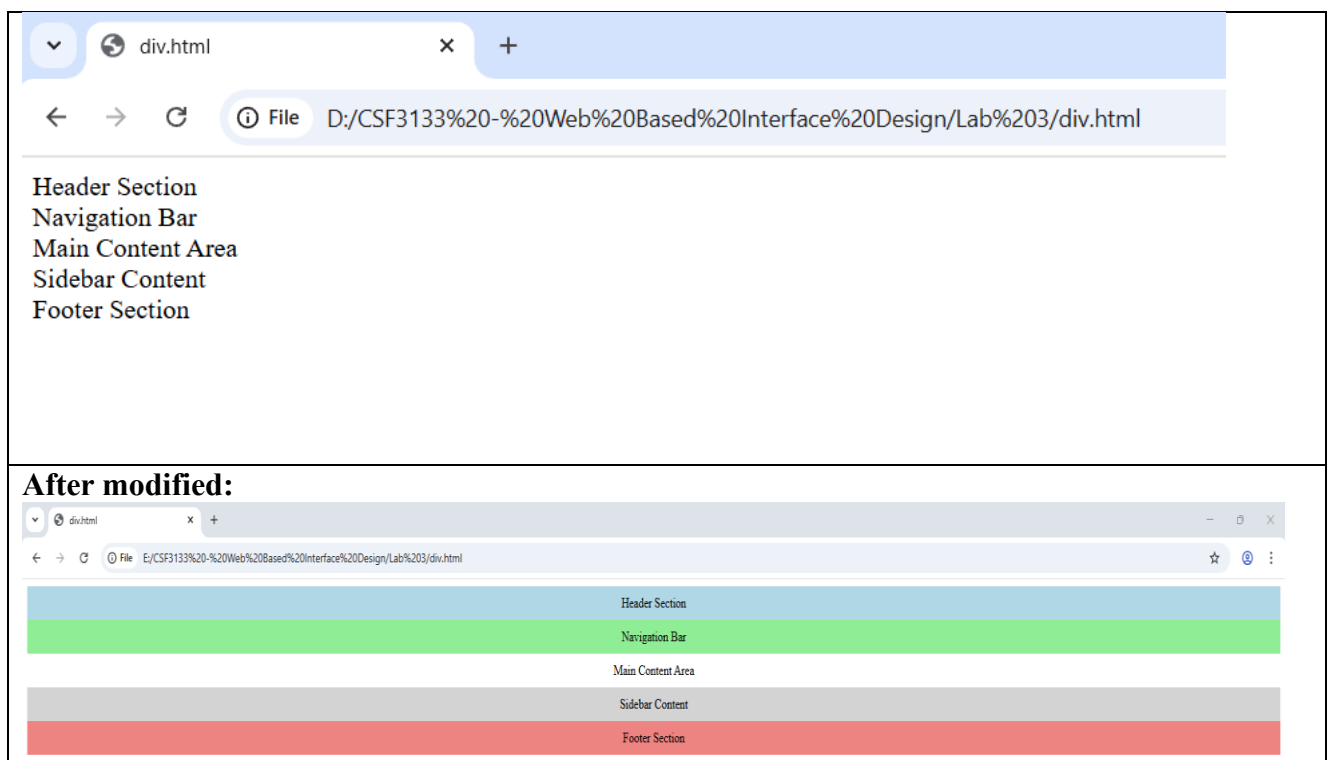 div.html
File D:/CSF3133%20-%20Web%20Based%20Interface%20Design/Lab%203/div.html
Header Section
Navigation Bar
Main Content Area
Sidebar Content
Footer Section
After modified:
div.html
File E:/CSF3133%20-%20Web%20Based%20Interface%20Design/Lab%203/div.html
Header Section
Navigation Bar
Main Content Area
Sidebar Content
Footer Section